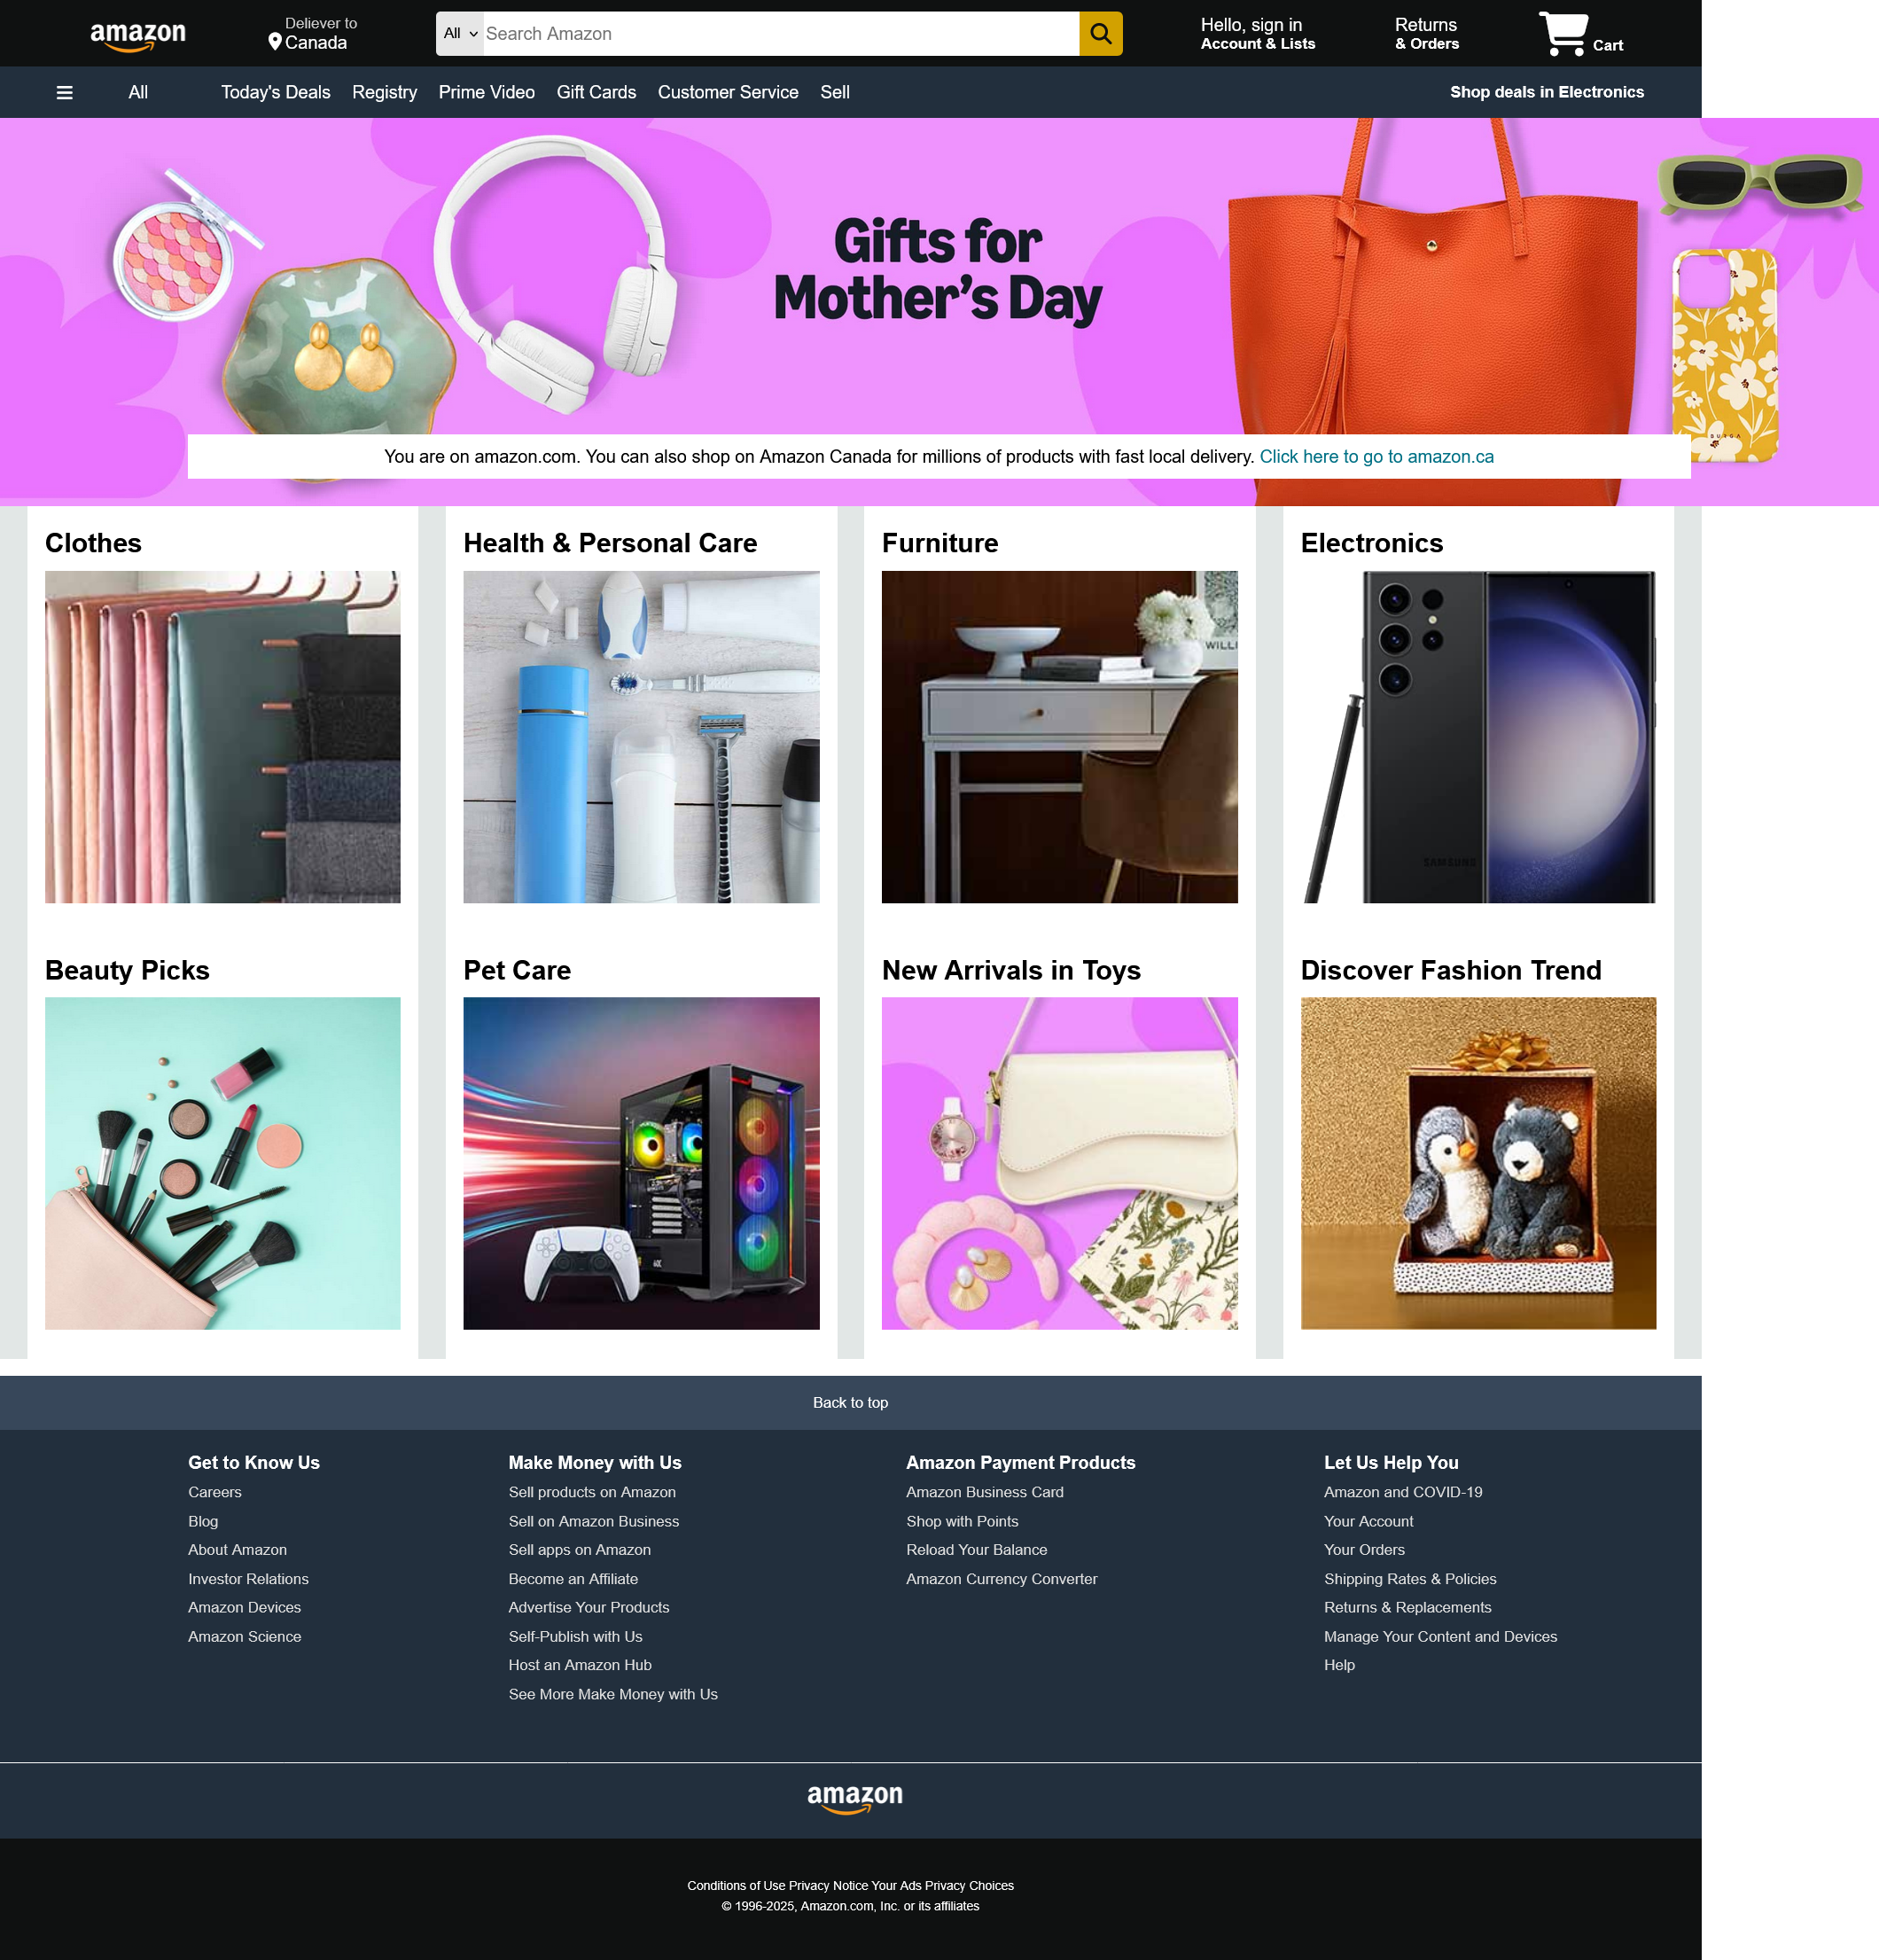 amazon
Deliever to
Canada
All
Search Amazon
Hello, sign in
Account & Lists
Returns
& Orders
Cart
All
Today's Deals
Registry
Prime Video
Gift Cards
Customer Service
Sell
Shop deals in Electronics
Gifts for
Mother's Day
BURGA
You are on amazon.com. You can also shop on Amazon Canada for millions of products with fast local delivery. Click here to go to amazon.ca
Clothes
Health & Personal Care
Furniture
Electronics
WILLI
SAMSUNG
Beauty Picks
Pet Care
New Arrivals in Toys
Discover Fashion Trend
Back to top
Get to Know Us
Careers
Blog
About Amazon
Investor Relations
Amazon Devices
Amazon Science
Make Money with Us
Sell products on Amazon
Sell on Amazon Business
Sell apps on Amazon
Become an Affiliate
Advertise Your Products
Self-Publish with Us
Host an Amazon Hub
See More Make Money with Us
Amazon Payment Products
Amazon Business Card
Shop with Points
Reload Your Balance
Amazon Currency Converter
Let Us Help You
Amazon and COVID-19
Your Account
Your Orders
Shipping Rates & Policies
Returns & Replacements
Manage Your Content and Devices
Help
amazon
Conditions of Use Privacy Notice Your Ads Privacy Choices
© 1996-2025, Amazon.com, Inc. or its affiliates